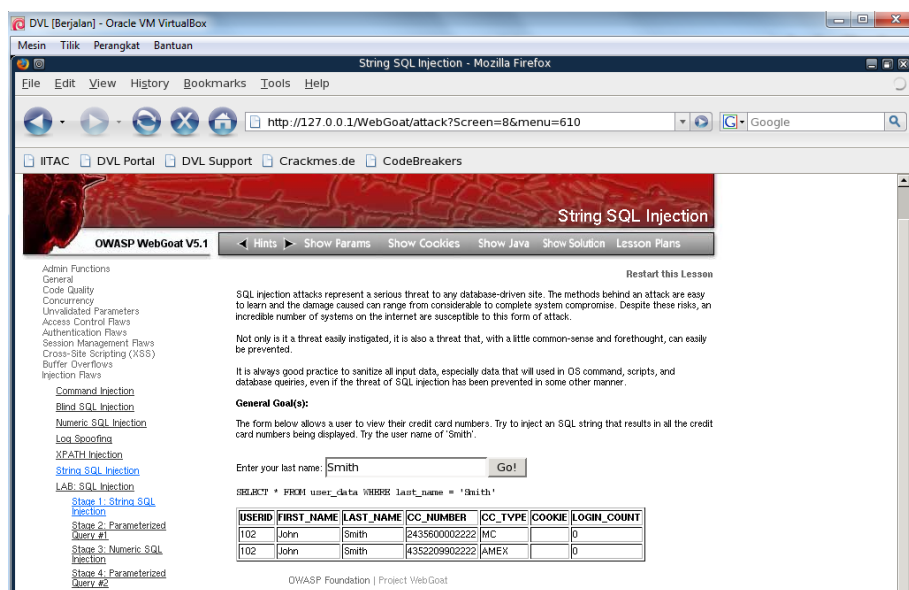 DVL [Berjalan] - Oracle VM VirtualBox
Mesin Tilik Perangkat Bantuan
String SQL Injection - Mozilla Firefox
File Edit View History Bookmarks Tools Help
http://127.0.0.1/WebGoat/attack?Screen=8&menu=610
G Google
IITAC DVL Portal DVL Support Crackmes.de CodeBreakers
String SQL Injection
OWASP WebGoat V5.1
Hints Show Params Show Cookies Show Java Show Solution Lesson Plans
Admin Functions
General
Code Quality
Concurrency
Unvalidated Parameters
Access Control Flaws
Authentication Flaws
Session Management Flaws
Cross-Site Scripting (XSS)
Buffer Overflows
Injection Flaws
Command Injection
Blind SQL Injection
Numeric SQL Injection
Log Spoofing
XPATH Injection
String SQL Injection
LAB: SQL Injection
Stage 1: String SQL
Injection
Stage 2: Parameterized
Query #1
Stage 3: Numeric SQL
Injection
Stage 4: Parameterized
Query #2
Restart this Lesson
SQL injection attacks represent a serious threat to any database-driven site. The methods behind an attack are easy
to learn and the damage caused can range from considerable to complete system compromise. Despite these risks, an
incredible number of systems on the internet are susceptible to this form of attack.
Not only is it a threat easily instigated, it is also a threat that, with a little common-sense and forethought, can easily
be prevented.
It is always good practice to sanitize all input data, especially data that will used in OS command, scripts, and
database queiries, even if the threat of SQL injection has been prevented in some other manner.
General Goal(s):
The form below allows a user to view their credit card numbers. Try to inject an SQL string that results in all the credit
card numbers being displayed. Try the user name of 'Smith'.
Enter your last name: Smith Go!
SELECT * FROM user_data WHERE last_name = 'Smith'
USERID FIRST_NAME LAST_NAME CC_NUMBER CC_TYPE COOKIE LOGIN_COUNT
102 John Smith 2435600002222 MC 0
102 John Smith 4352209902222 AMEX 0
OWASP Foundation | Project WebGoat